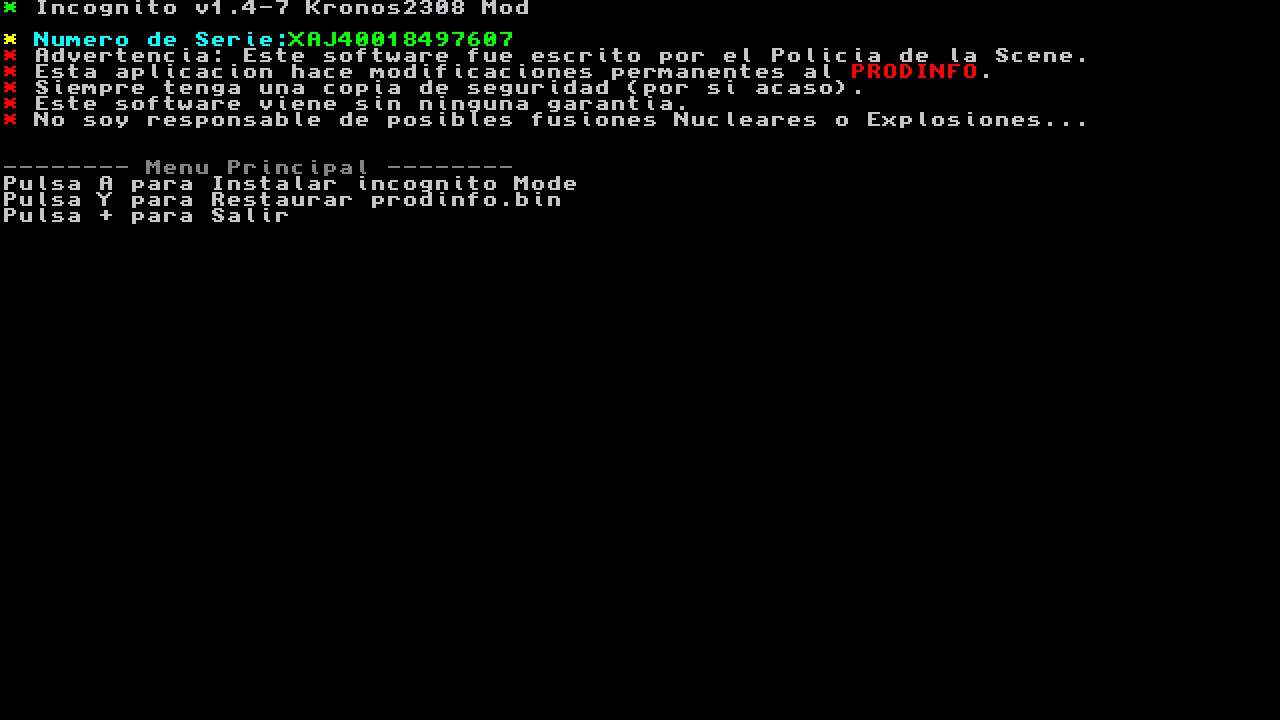 * Incognito v1.4-7 Kronos2308 Mod
* Numero de Serie:XAJ40018497607
* Advertencia: Este software fue escrito por el Policia de la Scene.
* Esta aplicacion hace modificaciones permanentes al PRODINFO.
* Siempre tenga una copia de seguridad (por si acaso).
* Este software viene sin ninguna garantia.
* No soy responsable de posibles fusiones Nucleares o Explosiones...
-------- Menu Principal --------
Pulsa A para Instalar incognito Mode
Pulsa Y para Restaurar prodinfo.bin
Pulsa + para Salir